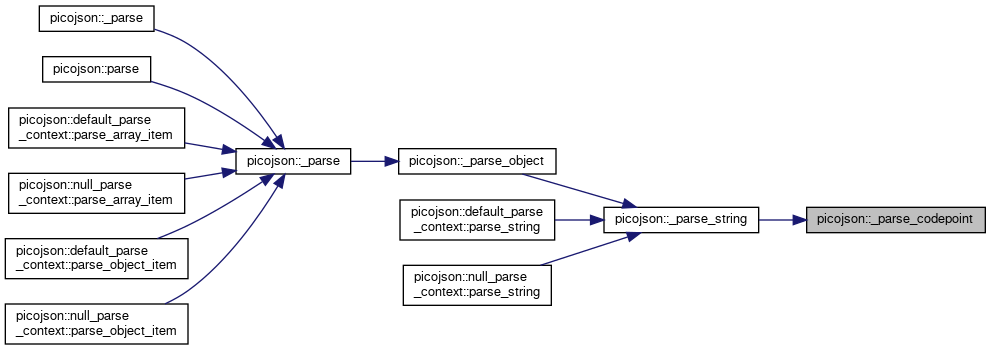 picojson::_parse
picojson::parse
picojson::default_parse
_context::parse_array_item
picojson::null_parse
_context::parse_array_item
picojson::default_parse
_context::parse_object_item
picojson::null_parse
_context::parse_object_item
picojson::_parse
picojson::_parse_object
picojson::default_parse
_context::parse_string
picojson::null_parse
_context::parse_string
picojson::_parse_string
picojson::_parse_codepoint